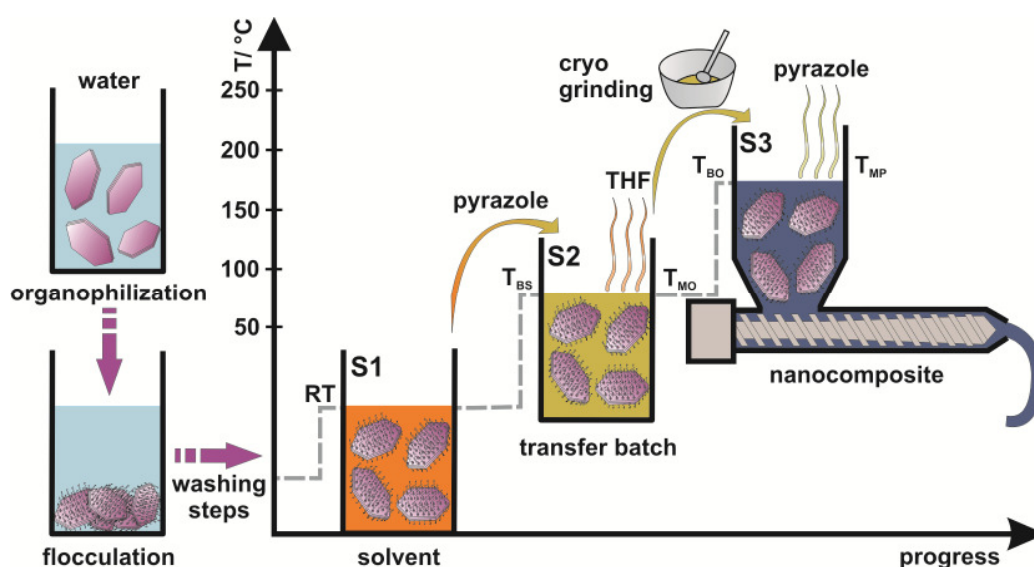 water
organophilization
flocculation
washing
steps
T/ °C
250
200
150
100
50
RT
S1
solvent
pyrazole
T_BS
S2
THF
T_MO
transfer batch
cryo
grinding
pyrazole
S3
T_BO
T_MP
nanocomposite
progress